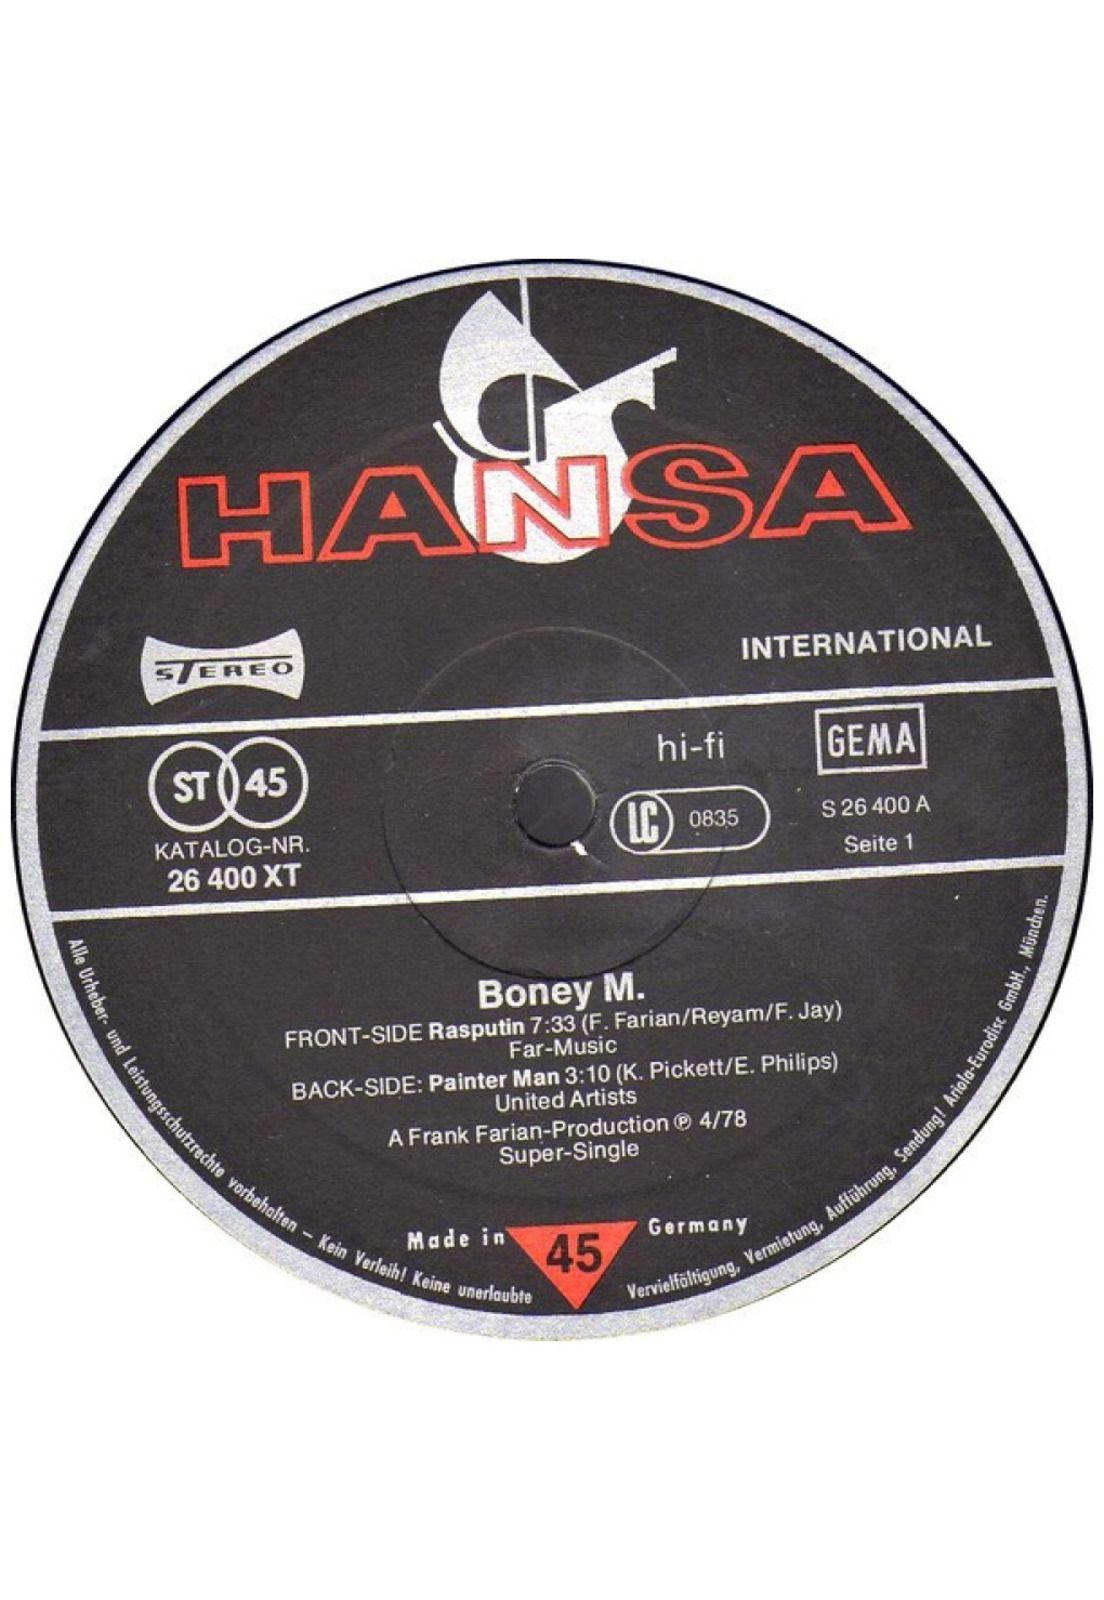 HANSA
STEREO
INTERNATIONAL
ST 45
KATALOG-NR.
26 400 XT
hi-fi
LC 0835
GEMA
S 26 400 A
Seite 1
Boney M.
FRONT-SIDE Rasputin 7:33 (F. Farian/Reyam/F. Jay)
Far-Music
BACK-SIDE: Painter Man 3:10 (K. Pickett/E. Philips)
United Artists
A Frank Farian-Production ℗ 4/78
Super-Single
Made in 45 Germany
Alle Urheber- und Leistungsschutzrechte vorbehalten – Kein Verleih! Keine unerlaubte Vervielfältigung, Vermietung, Aufführung, Sendung! Ariola-Eurodisc GmbH., München.